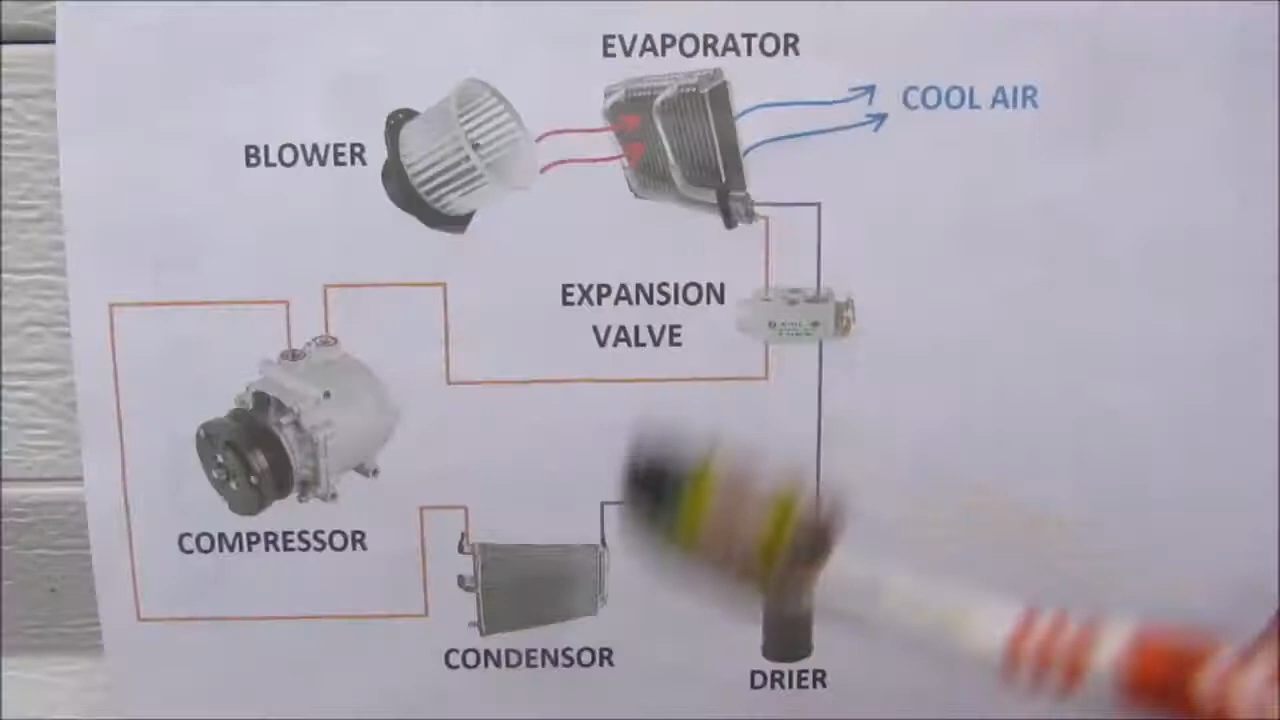 EVAPORATOR
COOL AIR
BLOWER
EXPANSION
VALVE
COMPRESSOR
CONDENSOR
DRIER